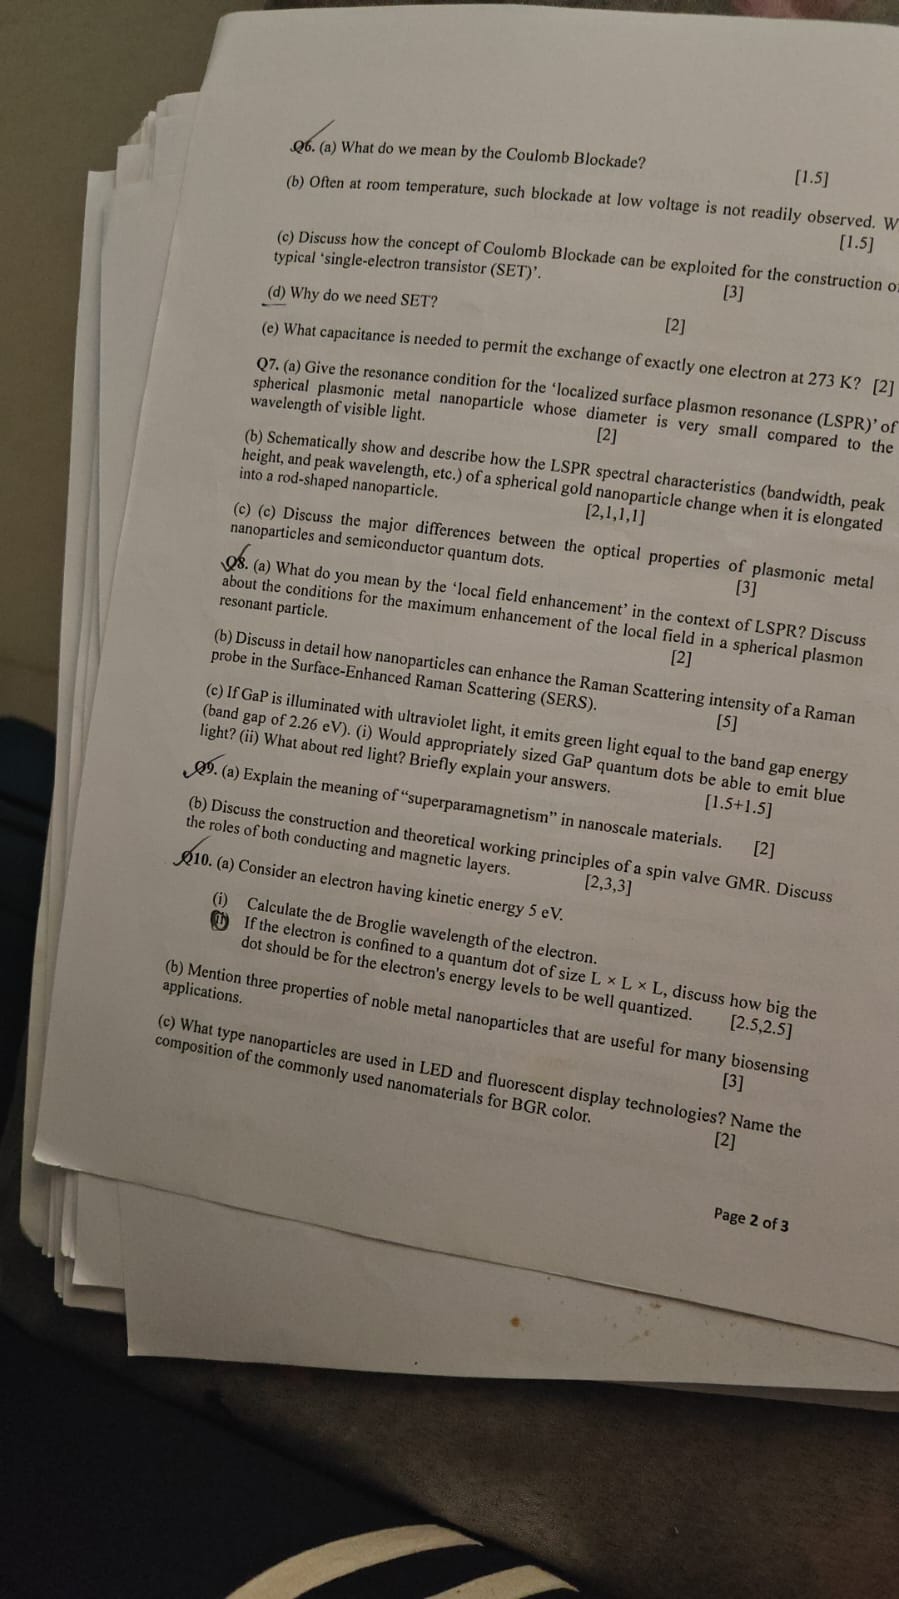 Q6. (a) What do we mean by the Coulomb Blockade? [1.5]
(b) Often at room temperature, such blockade at low voltage is not readily observed. W
[1.5]
(c) Discuss how the concept of Coulomb Blockade can be exploited for the construction o
typical ‘single-electron transistor (SET)’. [3]
(d) Why do we need SET? [2]
(e) What capacitance is needed to permit the exchange of exactly one electron at 273 K? [2]
Q7. (a) Give the resonance condition for the ‘localized surface plasmon resonance (LSPR)’ of
spherical plasmonic metal nanoparticle whose diameter is very small compared to the
wavelength of visible light. [2]
(b) Schematically show and describe how the LSPR spectral characteristics (bandwidth, peak
height, and peak wavelength, etc.) of a spherical gold nanoparticle change when it is elongated
into a rod-shaped nanoparticle. [2,1,1,1]
(c) (c) Discuss the major differences between the optical properties of plasmonic metal
nanoparticles and semiconductor quantum dots. [3]
Q8. (a) What do you mean by the ‘local field enhancement’ in the context of LSPR? Discuss
about the conditions for the maximum enhancement of the local field in a spherical plasmon
resonant particle. [2]
(b) Discuss in detail how nanoparticles can enhance the Raman Scattering intensity of a Raman
probe in the Surface-Enhanced Raman Scattering (SERS). [5]
(c) If GaP is illuminated with ultraviolet light, it emits green light equal to the band gap energy
(band gap of 2.26 eV). (i) Would appropriately sized GaP quantum dots be able to emit blue
light? (ii) What about red light? Briefly explain your answers. [1.5+1.5]
Q9. (a) Explain the meaning of “superparamagnetism” in nanoscale materials. [2]
(b) Discuss the construction and theoretical working principles of a spin valve GMR. Discuss
the roles of both conducting and magnetic layers. [2,3,3]
Q10. (a) Consider an electron having kinetic energy 5 eV.
(i) Calculate the de Broglie wavelength of the electron.
(ii) If the electron is confined to a quantum dot of size L × L × L, discuss how big the
dot should be for the electron's energy levels to be well quantized. [2.5,2.5]
(b) Mention three properties of noble metal nanoparticles that are useful for many biosensing
applications. [3]
(c) What type nanoparticles are used in LED and fluorescent display technologies? Name the
composition of the commonly used nanomaterials for BGR color. [2]
Page 2 of 3